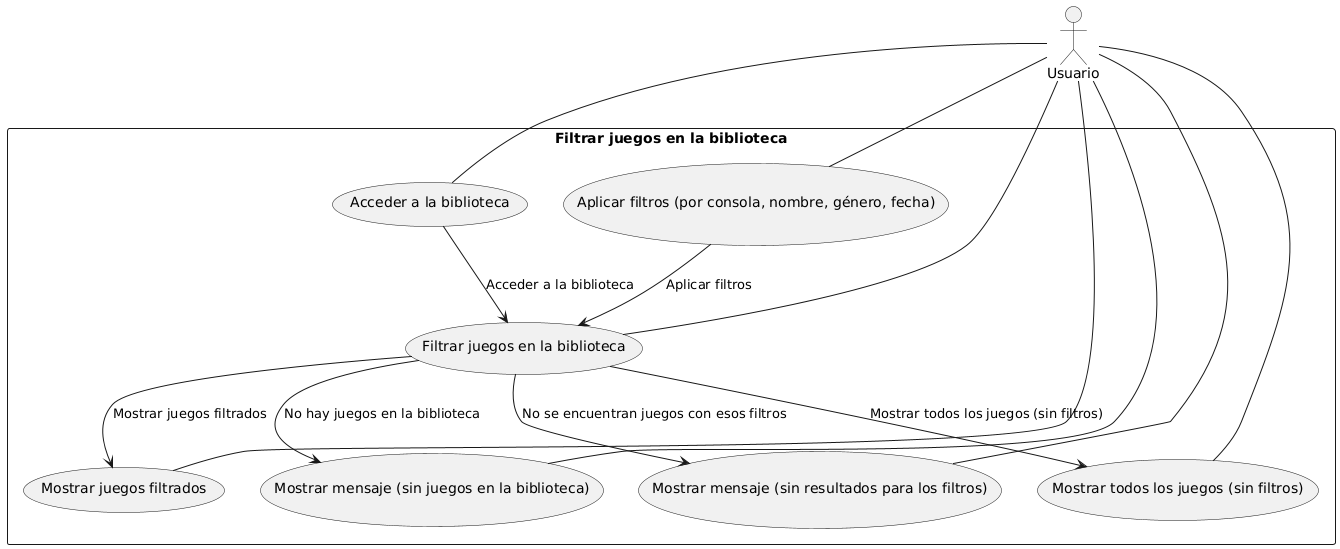 Usuario
Filtrar juegos en la biblioteca
Acceder a la biblioteca
Aplicar filtros (por consola, nombre, género, fecha)
Acceder a la biblioteca
Aplicar filtros
Filtrar juegos en la biblioteca
Mostrar juegos filtrados
No hay juegos en la biblioteca
No se encuentran juegos con esos filtros
Mostrar todos los juegos (sin filtros)
Mostrar juegos filtrados
Mostrar mensaje (sin juegos en la biblioteca)
Mostrar mensaje (sin resultados para los filtros)
Mostrar todos los juegos (sin filtros)